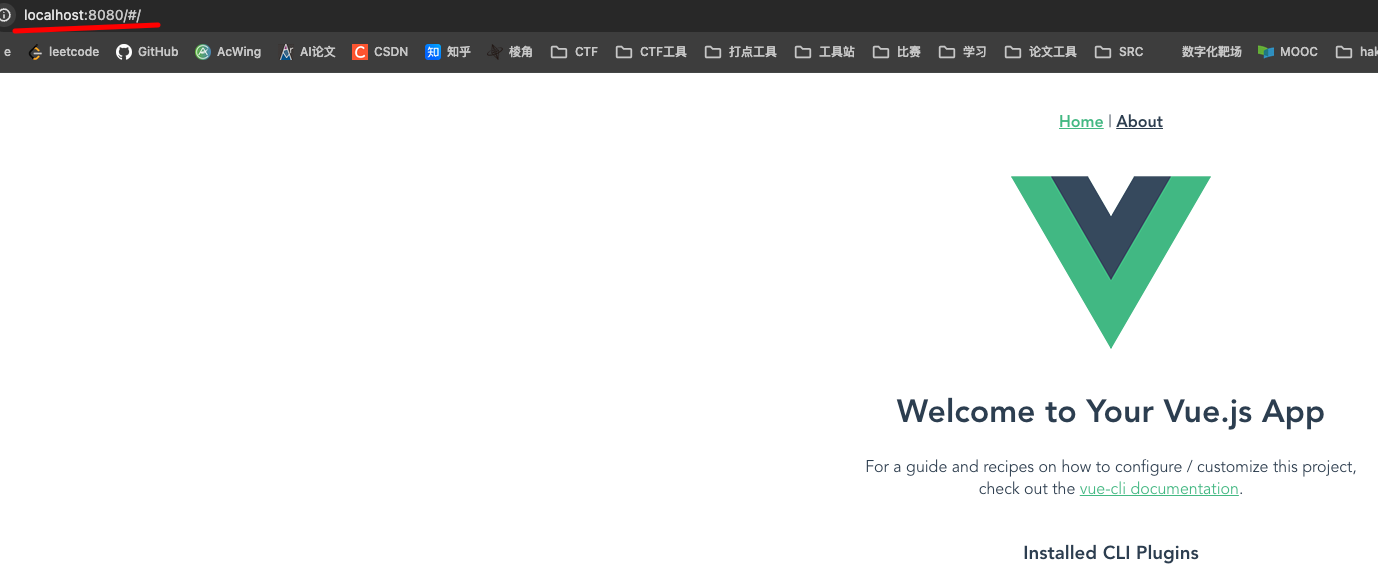 localhost:8080/#/
e leetcode GitHub AcWing AI论文 CSDN 知 知乎 棱角 CTF CTF工具 打点工具 工具站 比赛 学习 论文工具 SRC 数字化靶场 MOOC hak
Home | About
Welcome to Your Vue.js App
For a guide and recipes on how to configure / customize this project,
check out the vue-cli documentation.
Installed CLI Plugins